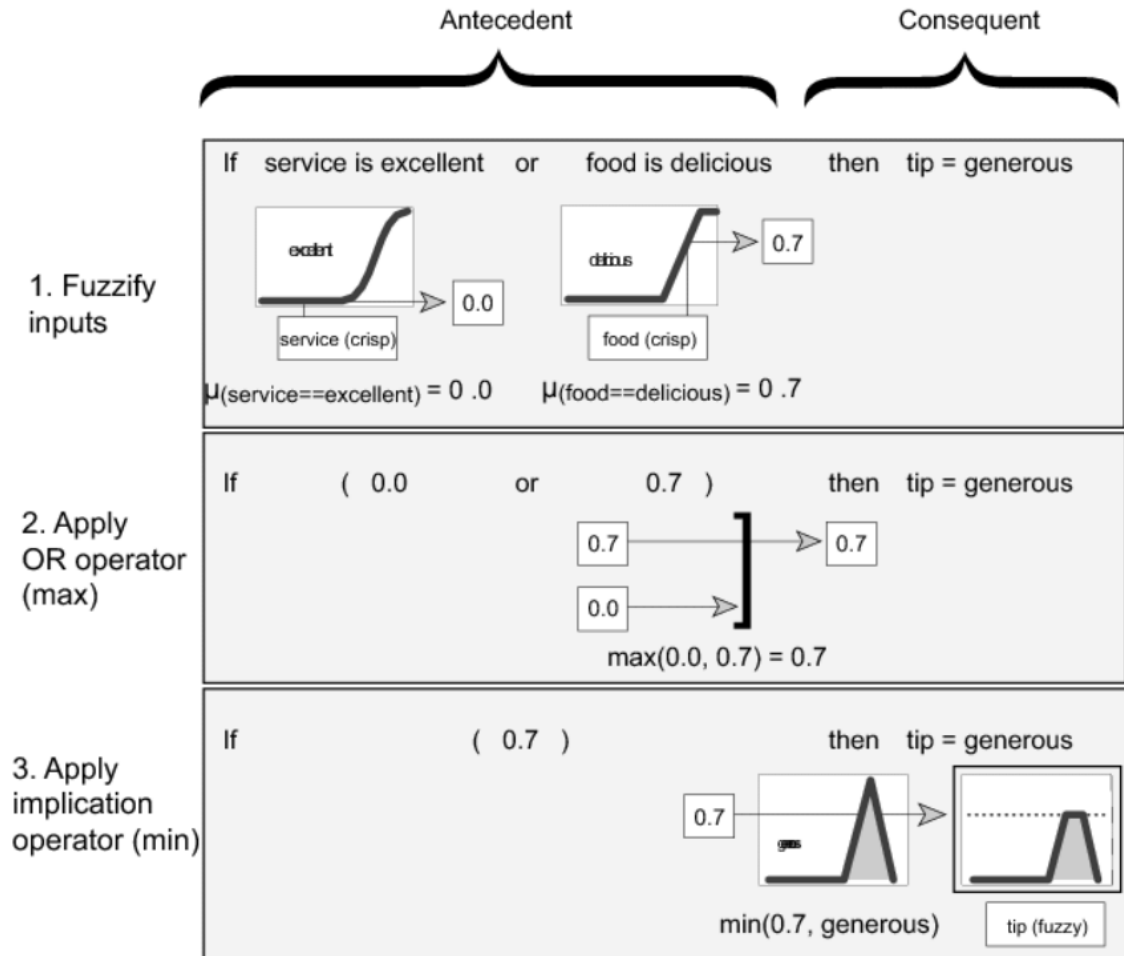 Antecedent
Consequent
If service is excellent or food is delicious then tip = generous
excellent
delicious
0.7
0.0
1. Fuzzify
inputs
service (crisp)
food (crisp)
μ(service==excellent) = 0 .0
μ(food==delicious) = 0 .7
If ( 0.0 or 0.7 ) then tip = generous
2. Apply
OR operator
(max)
0.7
0.7
0.0
max(0.0, 0.7) = 0.7
If ( 0.7 ) then tip = generous
3. Apply
implication
operator (min)
0.7
min(0.7, generous)
tip (fuzzy)